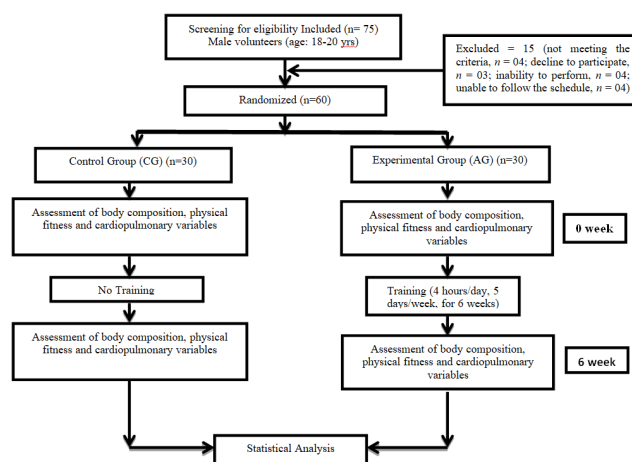 Screening for eligibility Included (n= 75)
Male volunteers (age: 18-20 yrs)
Excluded = 15 (not meeting the
criteria, n = 04; decline to participate,
n = 03; inability to perform, n = 04;
unable to follow the schedule, n = 04)
Randomized (n=60)
Control Group (CG) (n=30)
Experimental Group (AG) (n=30)
Assessment of body composition, physical
fitness and cardiopulmonary variables
Assessment of body composition,
physical fitness and cardiopulmonary
variables
0 week
No Training
Training (4 hours/day, 5
days/week, for 6 weeks)
Assessment of body composition, physical
fitness and cardiopulmonary variables
Assessment of body composition,
physical fitness and cardiopulmonary
variables
6 week
Statistical Analysis